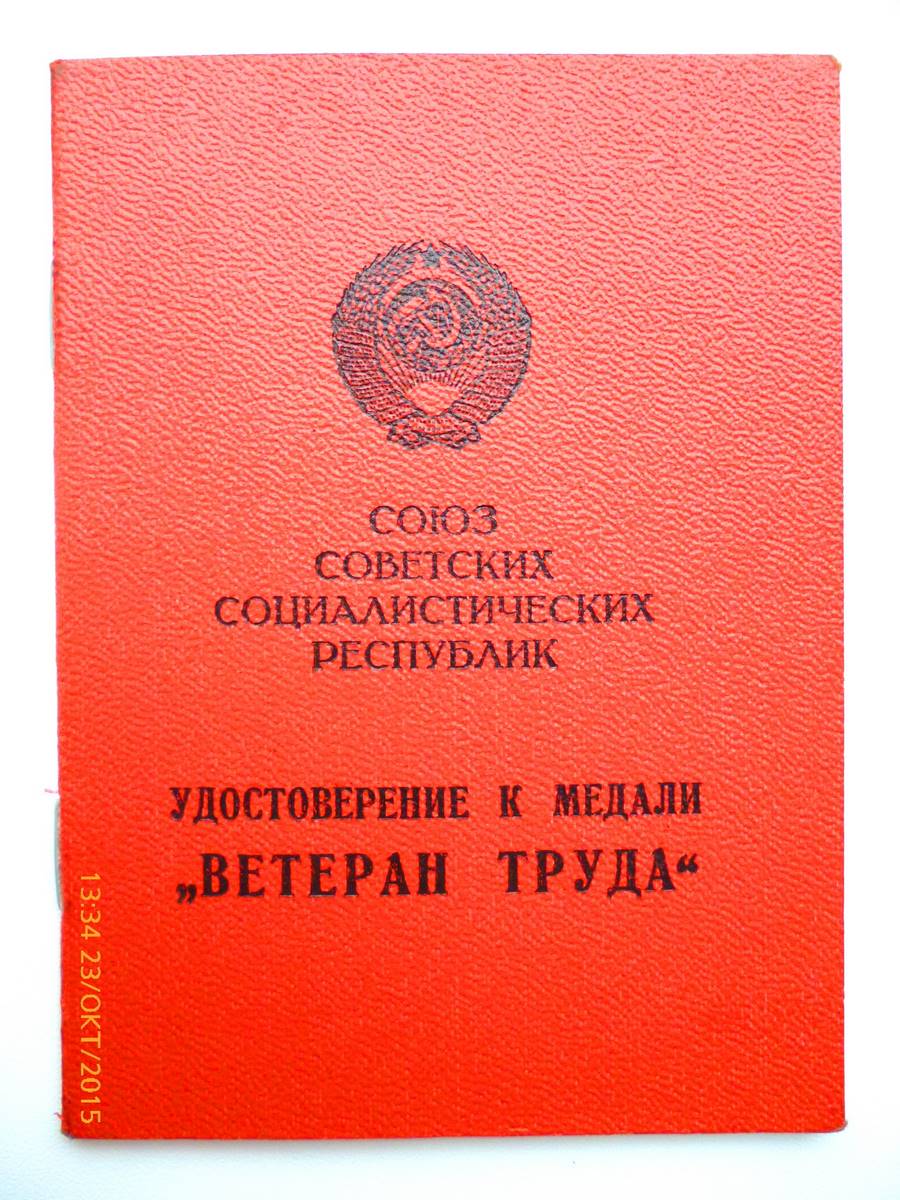 СОЮЗ
СОВЕТСКИХ
СОЦИАЛИСТИЧЕСКИХ
РЕСПУБЛИК
УДОСТОВЕРЕНИЕ К МЕДАЛИ
„ВЕТЕРАН ТРУДА“
13:34 23/ОКТ/2015